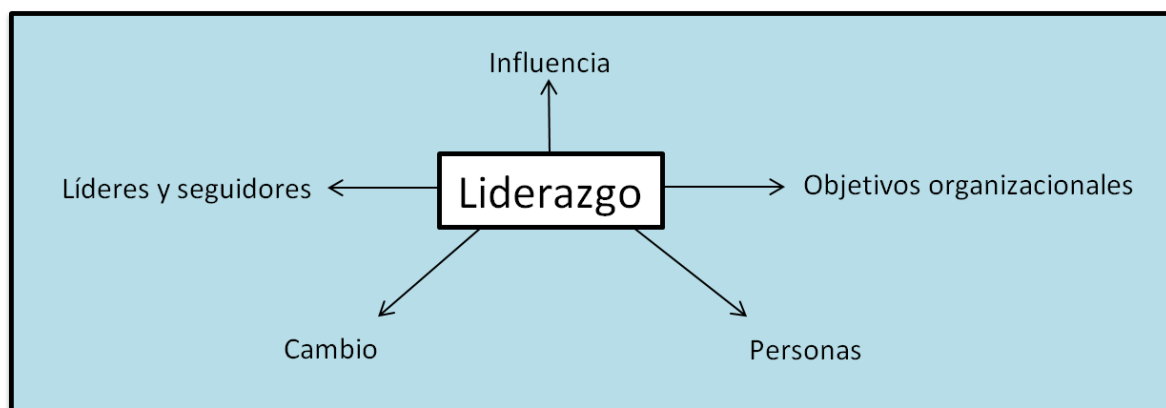 Influencia
Líderes y seguidores
Liderazgo
Objetivos organizacionales
Cambio
Personas